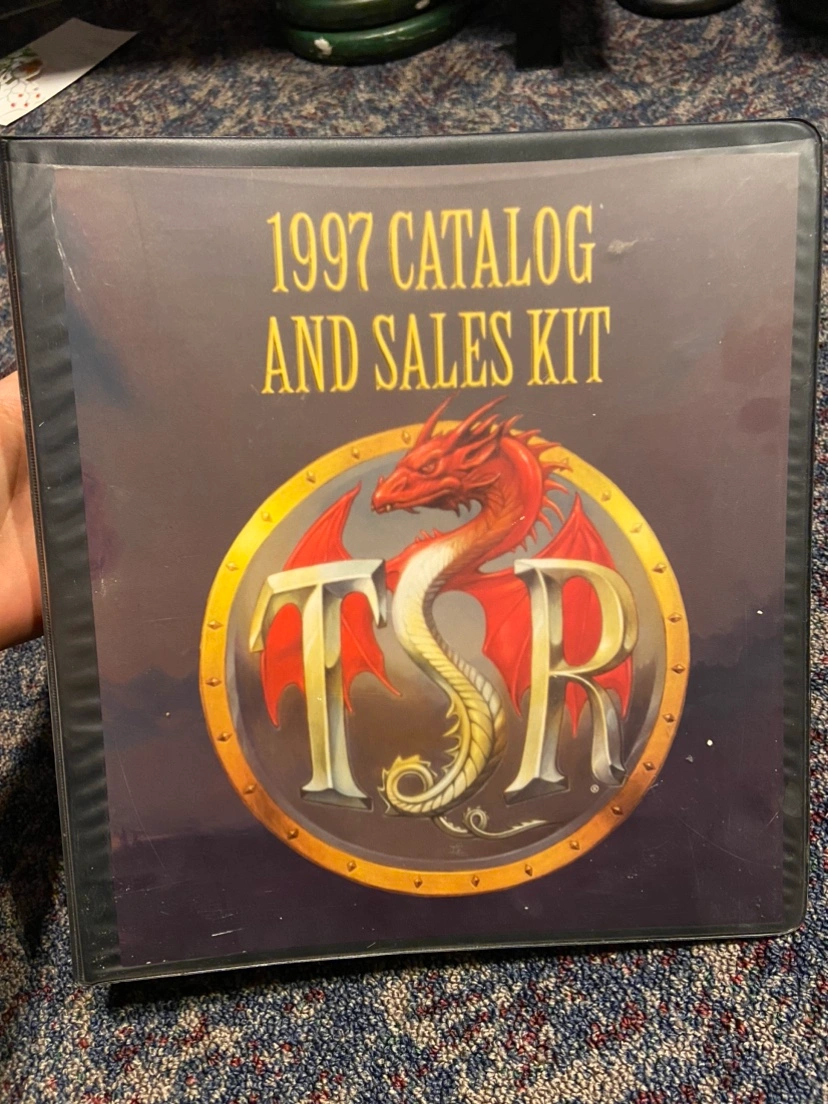 1997 CATALOG
AND SALES KIT
TSR
®